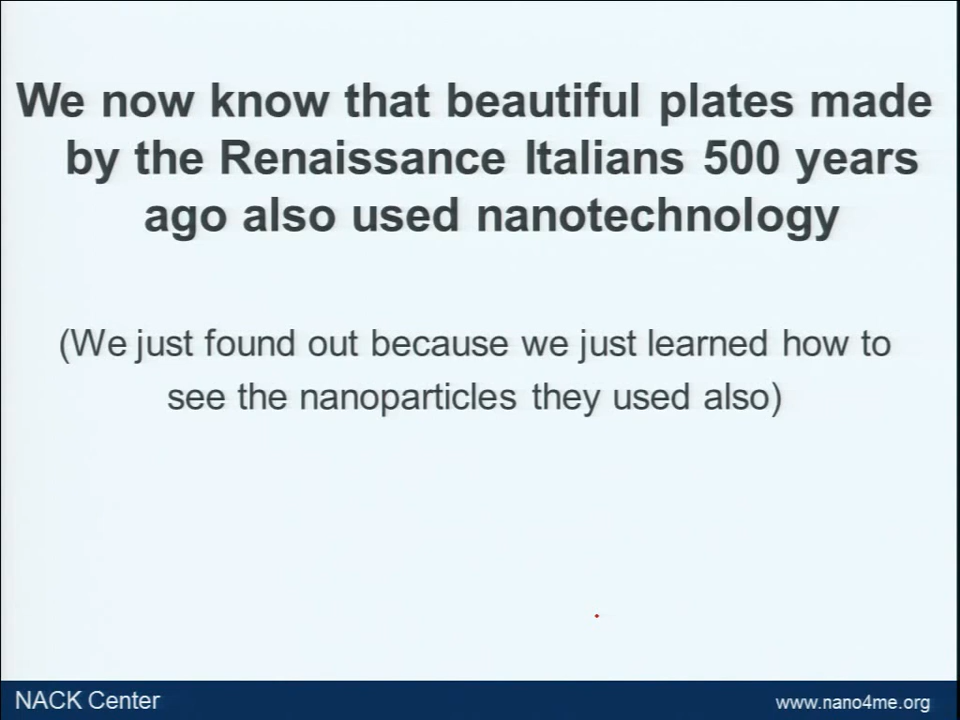 We now know that beautiful plates made
by the Renaissance Italians 500 years
ago also used nanotechnology
(We just found out because we just learned how to
see the nanoparticles they used also)
NACK Center
www.nano4me.org